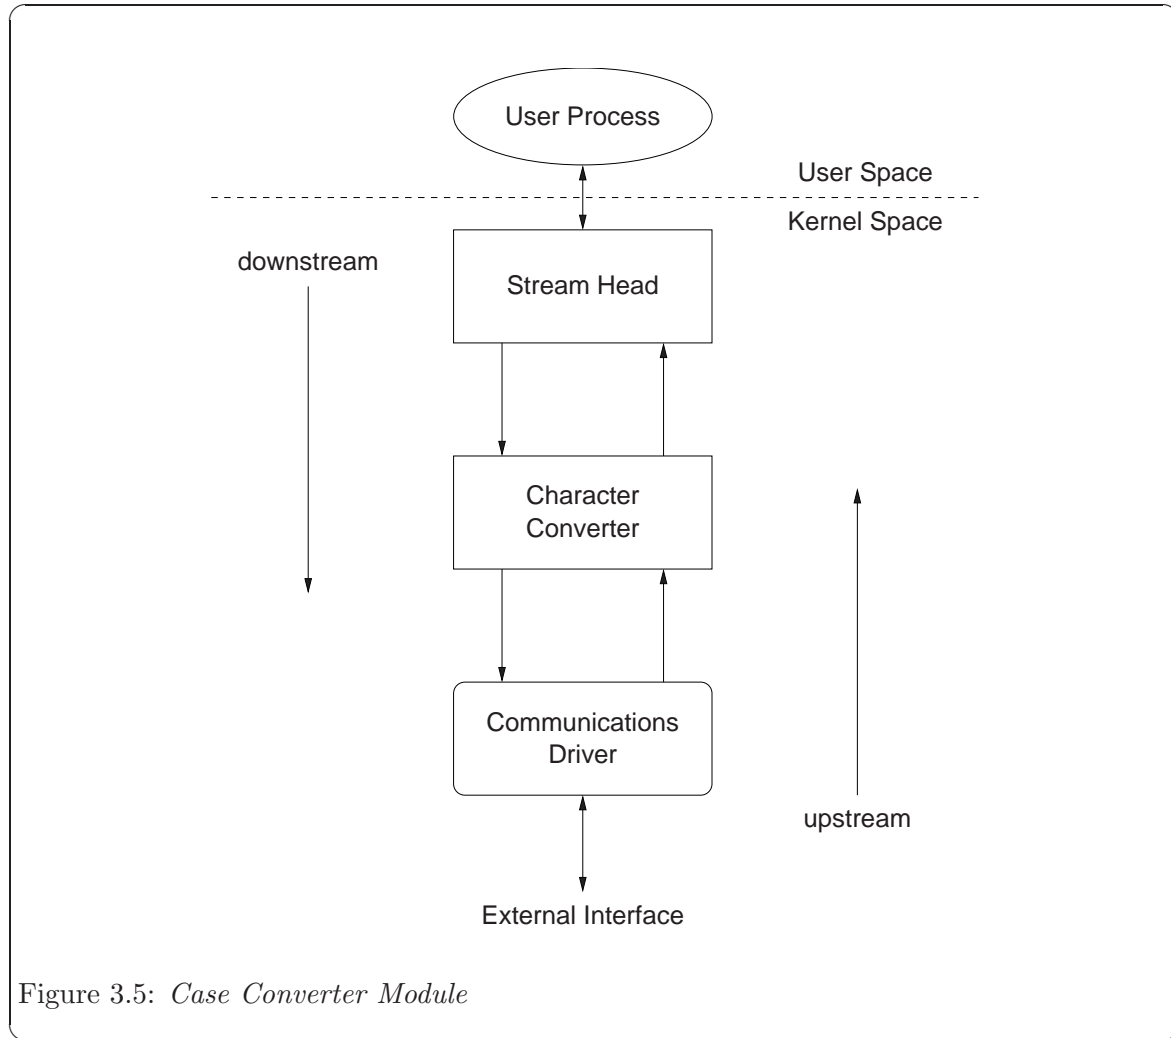 User Process
User Space
Kernel Space
downstream
Stream Head
Character
Converter
Communications
Driver
upstream
External Interface
Figure 3.5: Case Converter Module